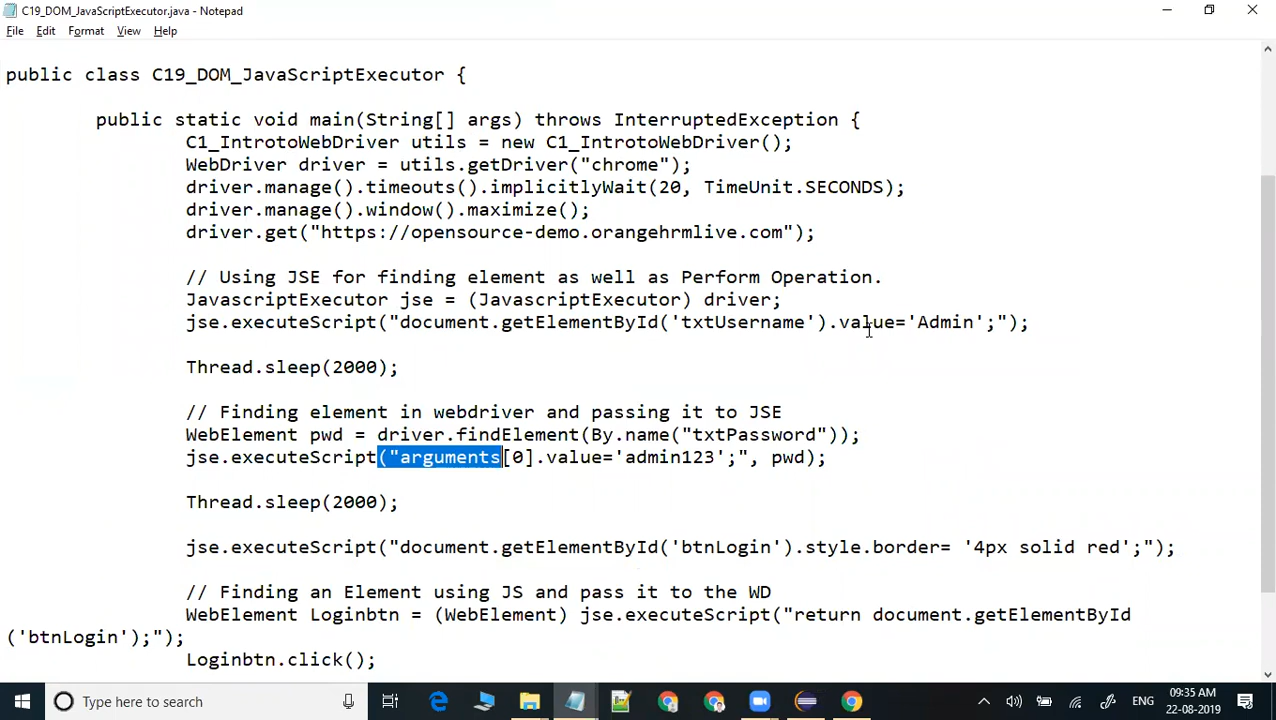 C19_DOM_JavaScriptExecutor.java - Notepad
File Edit Format View Help
public class C19_DOM_JavaScriptExecutor {
public static void main(String[] args) throws InterruptedException {
C1_IntrotoWebDriver utils = new C1_IntrotoWebDriver();
WebDriver driver = utils.getDriver("chrome");
driver.manage().timeouts().implicitlyWait(20, TimeUnit.SECONDS);
driver.manage().window().maximize();
driver.get("https://opensource-demo.orangehrmlive.com");
// Using JSE for finding element as well as Perform Operation.
JavascriptExecutor jse = (JavascriptExecutor) driver;
jse.executeScript("document.getElementById('txtUsername').value='Admin';");
Thread.sleep(2000);
// Finding element in webdriver and passing it to JSE
WebElement pwd = driver.findElement(By.name("txtPassword"));
jse.executeScript("arguments[0].value='admin123';", pwd);
Thread.sleep(2000);
jse.executeScript("document.getElementById('btnLogin').style.border= '4px solid red';");
// Finding an Element using JS and pass it to the WD
WebElement Loginbtn = (WebElement) jse.executeScript("return document.getElementById
('btnLogin');");
Loginbtn.click();
Type here to search
ENG
09:35 AM
22-08-2019